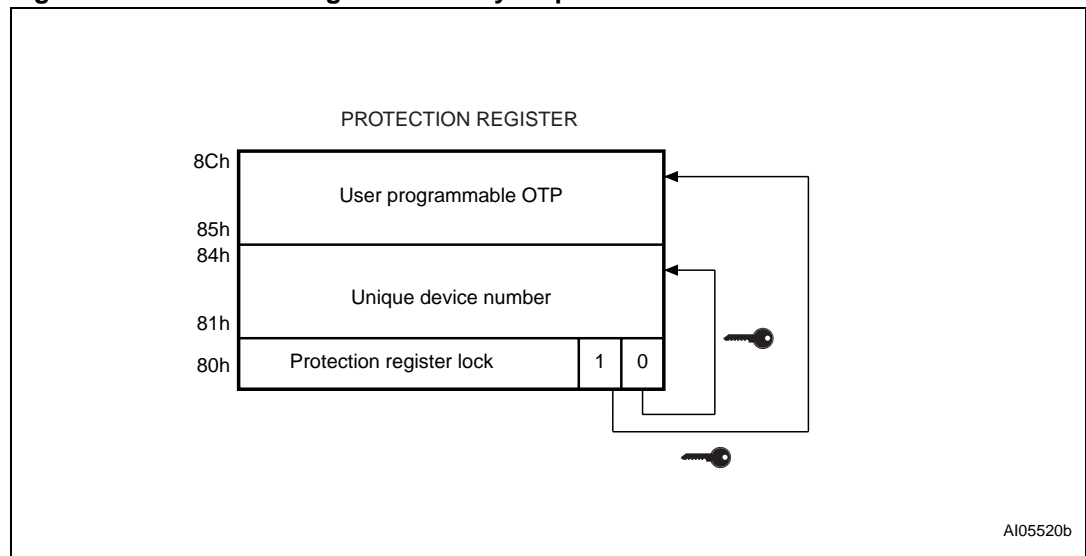 PROTECTION REGISTER
8Ch
User programmable OTP
85h
84h
Unique device number
81h
80h
Protection register lock
1
0
AI05520b